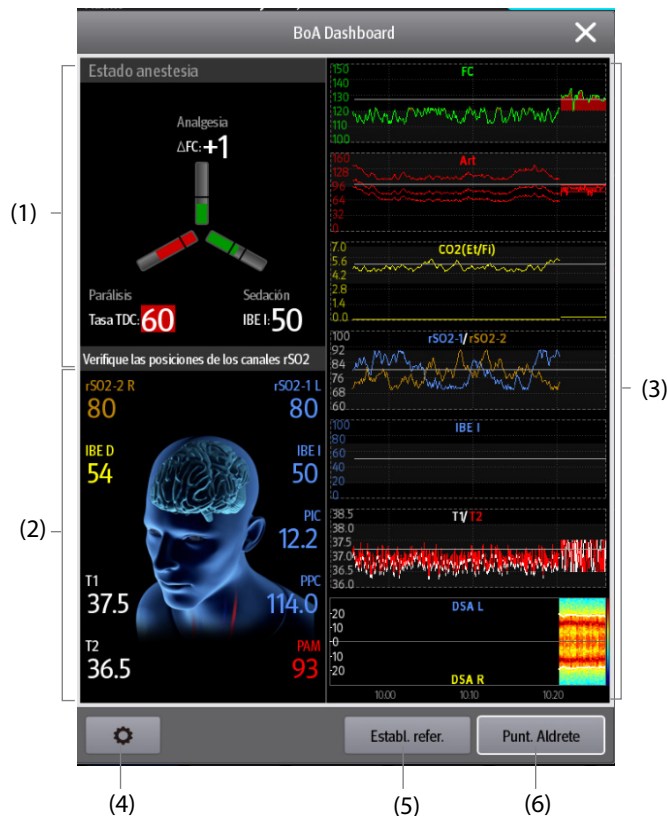 BoA Dashboard
Estado anestesia
Analgesia
ΔFC:+1
Parálisis
Tasa TDC:60
Sedación
IBE I:50
Verifique las posiciones de los canales rSO2
rSO2-2 R
80
rSO2-1 L
80
IBE D
54
IBE I
50
PIC
12.2
T1
37.5
PPC
114.0
T2
36.5
PAM
93
FC
150
140
130
120
110
100
Art
160
128
96
64
32
0
CO2(Et/Fi)
7.0
5.6
4.2
2.8
1.4
0.0
rSO2-1/rSO2-2
100
92
84
76
68
60
IBE I
100
80
60
40
20
0
T1/T2
38.5
38.0
37.5
37.0
36.5
36.0
DSA L
-20
-10
-0
-10
-20
DSA R
10:00 10:10 10:20
Establ. refer.
Punt. Aldrete
(1)
(2)
(3)
(4)
(5)
(6)